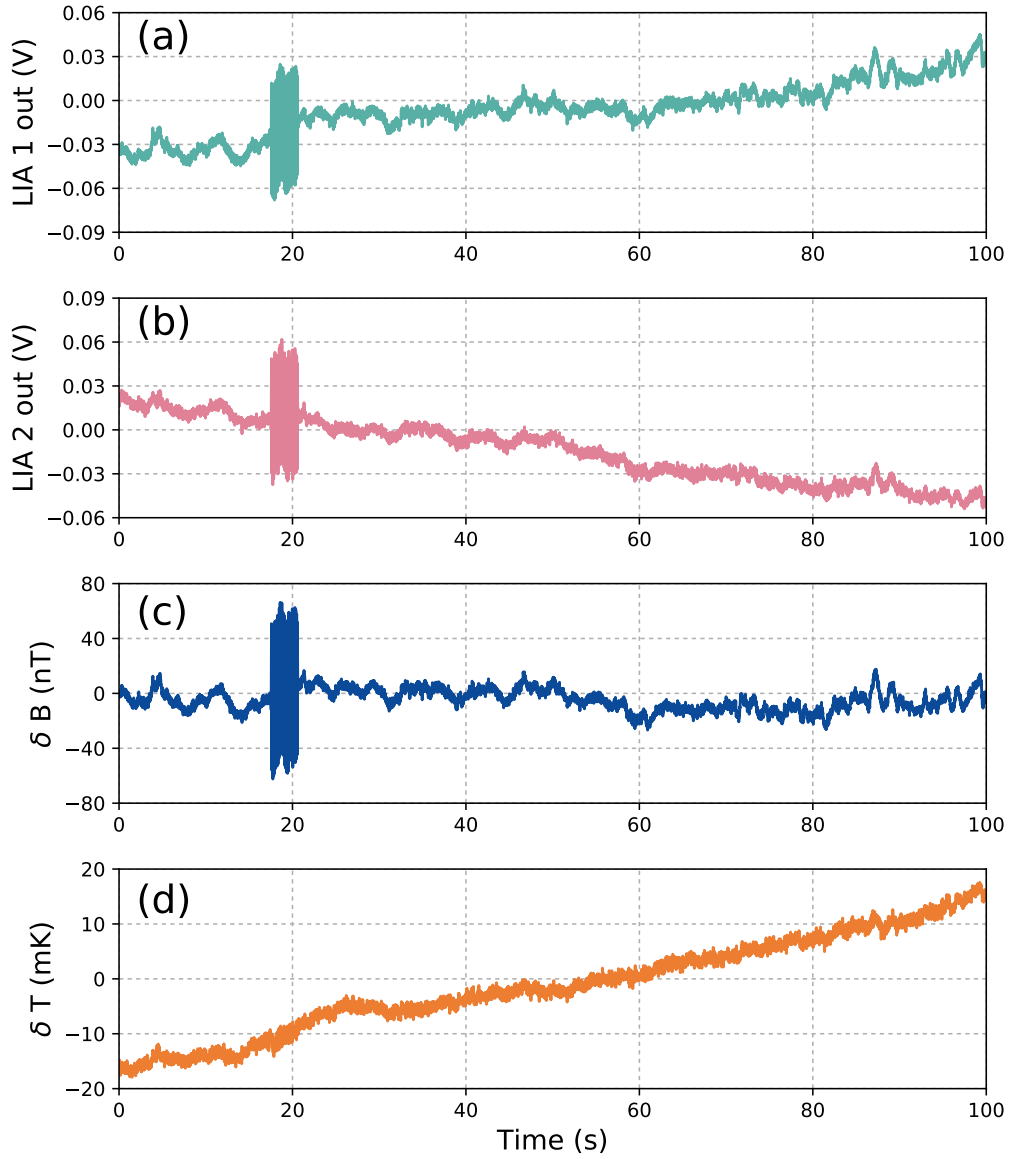 (a)
LIA 1 out (V)
0.06
0.03
0.00
−0.03
−0.06
−0.09
0 20 40 60 80 100
(b)
LIA 2 out (V)
0.09
0.06
0.03
0.00
−0.03
−0.06
0 20 40 60 80 100
(c)
δ B (nT)
80
40
0
−40
−80
0 20 40 60 80 100
(d)
δ T (mK)
20
10
0
−10
−20
0 20 40 60 80 100
Time (s)